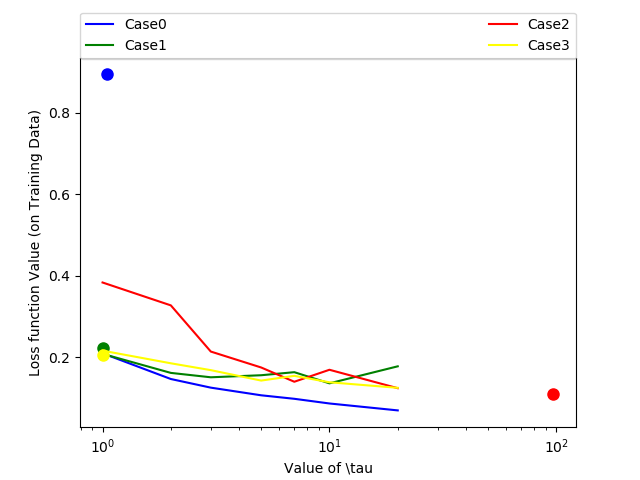 Case0
Case1
Case2
Case3
Loss function Value (on Training Data)
0.8
0.6
0.4
0.2
10⁰
10¹
10²
Value of \tau